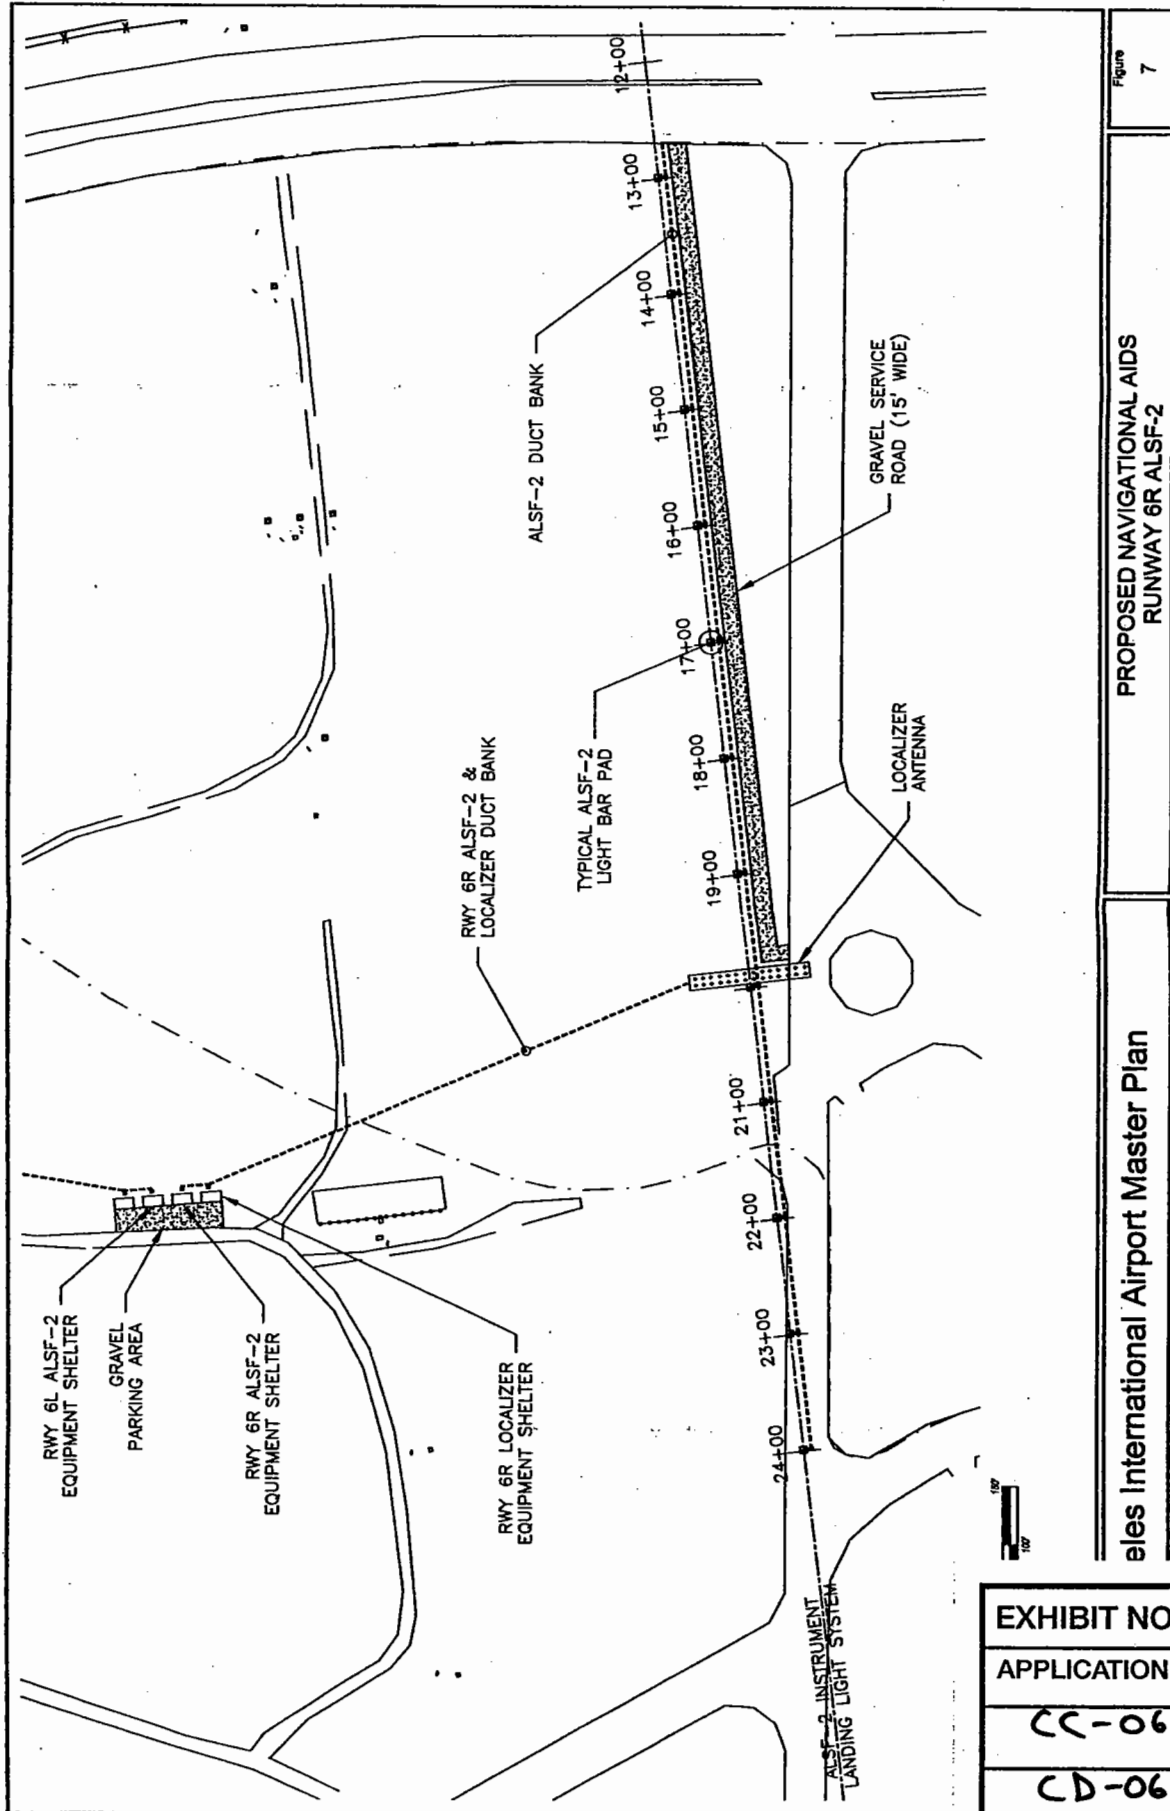 RWY 6L ALSF-2
EQUIPMENT SHELTER
GRAVEL
PARKING AREA
RWY 6R ALSF-2
EQUIPMENT SHELTER
RWY 6R LOCALIZER
EQUIPMENT SHELTER
RWY 6R ALSF-2 &
LOCALIZER DUCT BANK
TYPICAL ALSF-2
LIGHT BAR PAD
ALSF-2 DUCT BANK
ALSF-2 INSTRUMENT
LANDING LIGHT SYSTEM
24+00
23+00
22+00
21+00
19+00
18+00
17+00
16+00
15+00
14+00
13+00
12+00
LOCALIZER
ANTENNA
GRAVEL SERVICE
ROAD (15' WIDE)
eles International Airport Master Plan
PROPOSED NAVIGATIONAL AIDS
RUNWAY 6R ALSF-2
Figure
7
EXHIBIT NO
APPLICATION
CC-06
CD-06